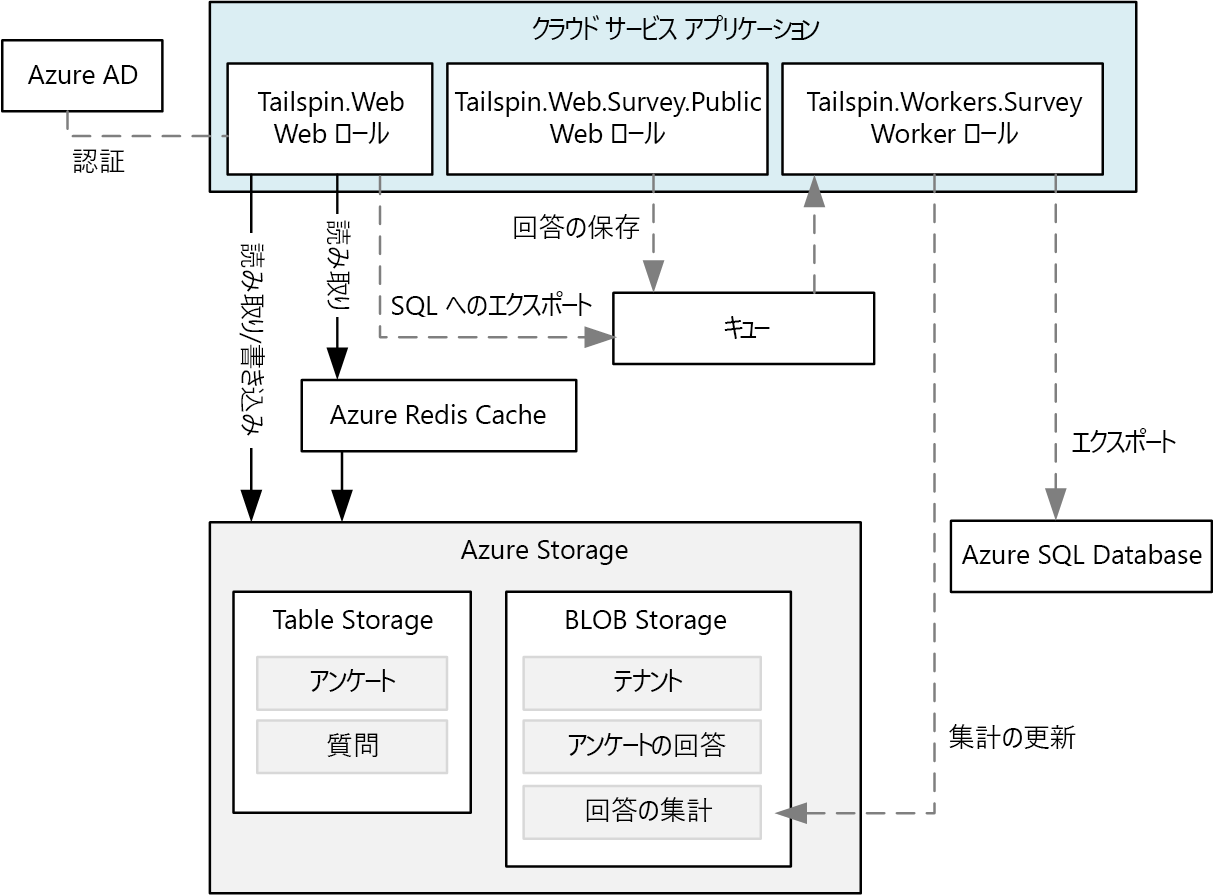 クラウド サービス アプリケーション
Azure AD
Tailspin.Web
Web ロール
Tailspin.Web.Survey.Public
Web ロール
Tailspin.Workers.Survey
Worker ロール
認証
読み取り/書き込み
読み取り
回答の保存
SQL へのエクスポート
キュー
Azure Redis Cache
エクスポート
Azure SQL Database
Azure Storage
Table Storage
アンケート
質問
BLOB Storage
テナント
アンケートの回答
回答の集計
集計の更新